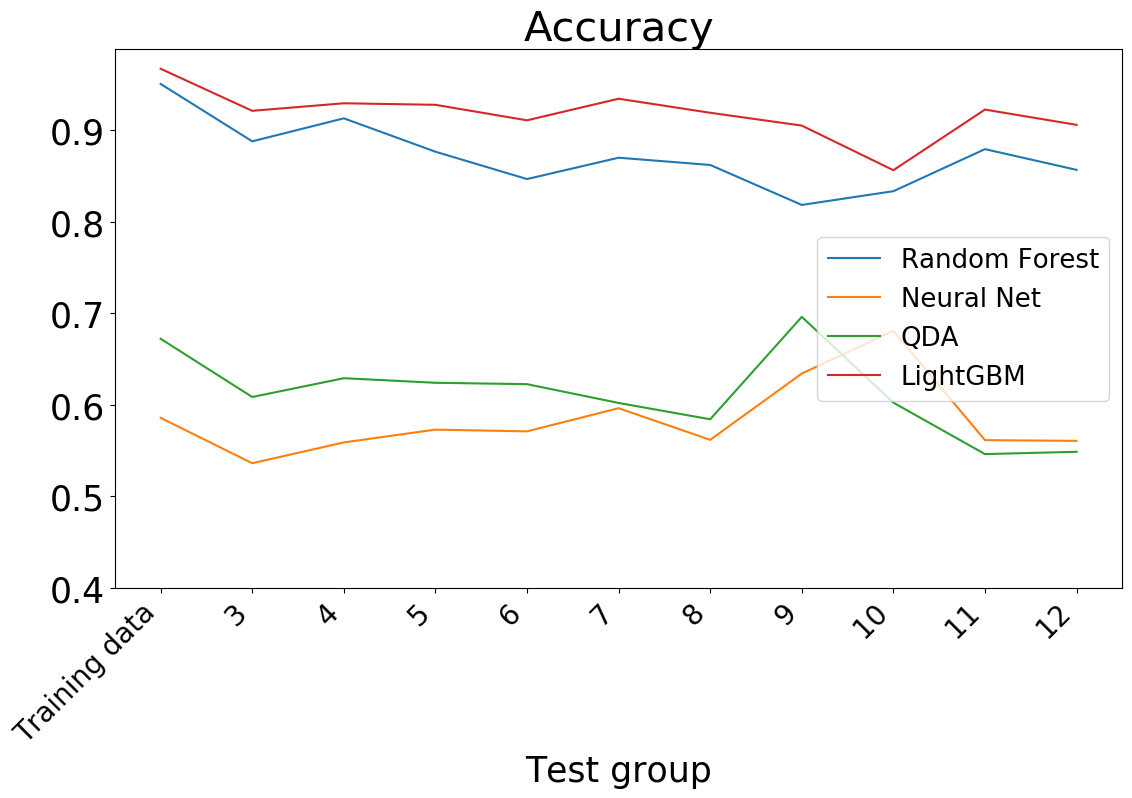 Accuracy
0.9
0.8
0.7
0.6
0.5
0.4
Random Forest
Neural Net
QDA
LightGBM
Training data 3 4 5 6 7 8 9 10 11 12
Test group